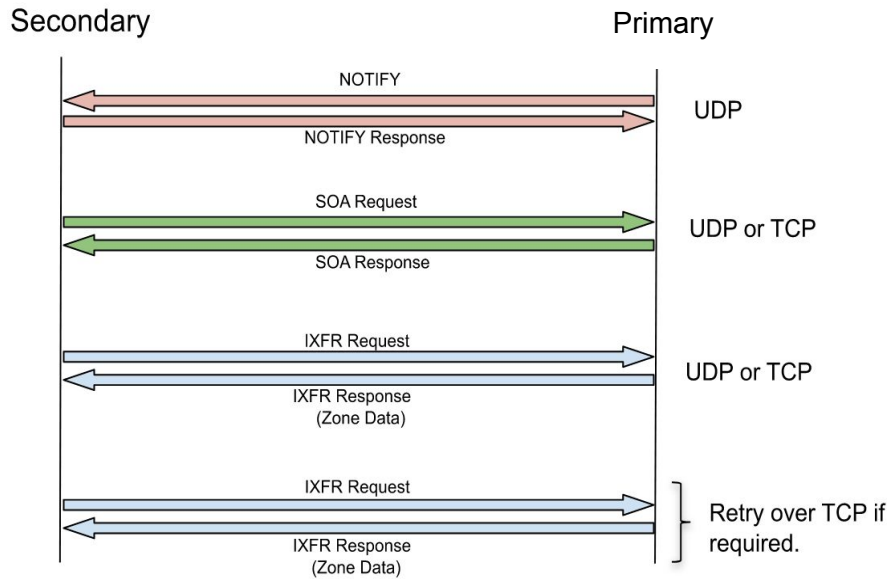 Secondary
Primary
NOTIFY
UDP
NOTIFY Response
SOA Request
UDP or TCP
SOA Response
IXFR Request
UDP or TCP
IXFR Response
(Zone Data)
IXFR Request
Retry over TCP if
required.
IXFR Response
(Zone Data)